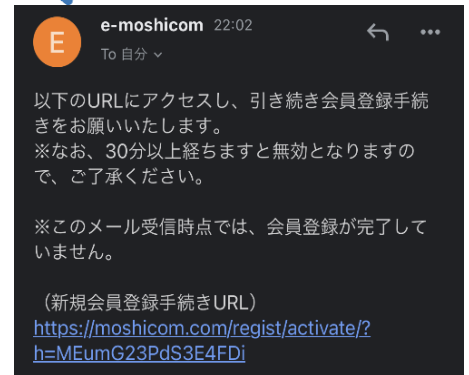 E
e-moshicom 22:02
To 自分
以下のURLにアクセスし、引き続き会員登録手続
きをお願いいたします。
※なお、30分以上経ちますと無効となりますの
で、ご了承ください。
※このメール受信時点では、会員登録が完了して
いません。
（新規会員登録手続きURL）
https://moshicom.com/regist/activate/?
h=MEumG23PdS3E4FDi